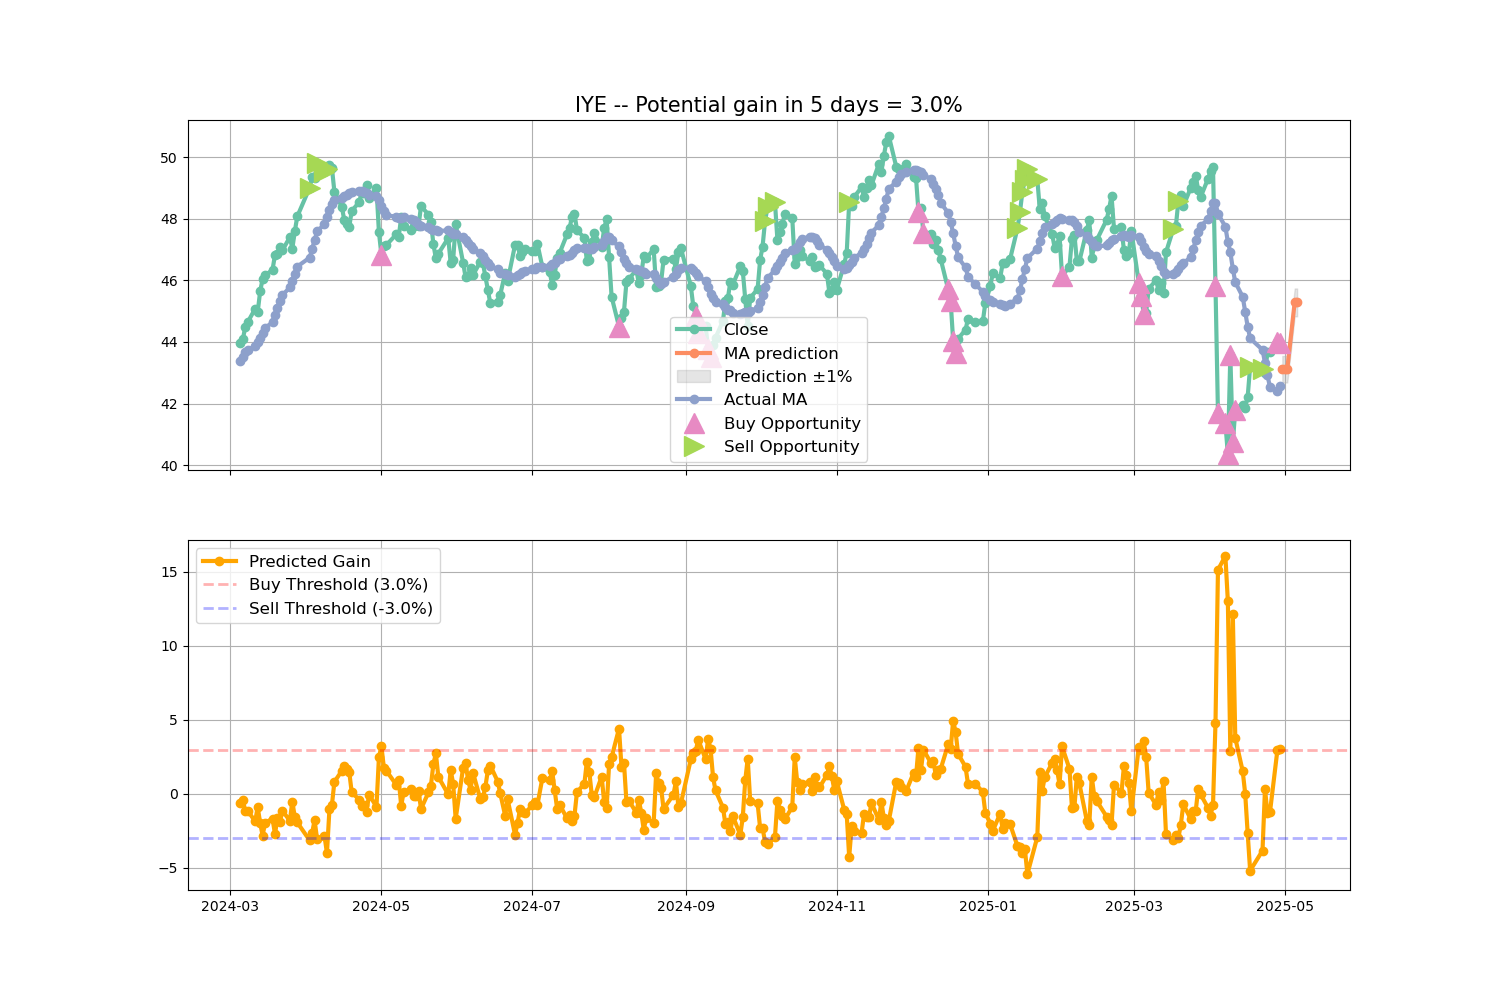 IYE -- Potential gain in 5 days = 3.0%
50
48
46
44
42
40
Close
MA prediction
Prediction ±1%
Actual MA
Buy Opportunity
Sell Opportunity
Predicted Gain
Buy Threshold (3.0%)
Sell Threshold (-3.0%)
15
10
5
0
−5
2024-03 2024-05 2024-07 2024-09 2024-11 2025-01 2025-03 2025-05